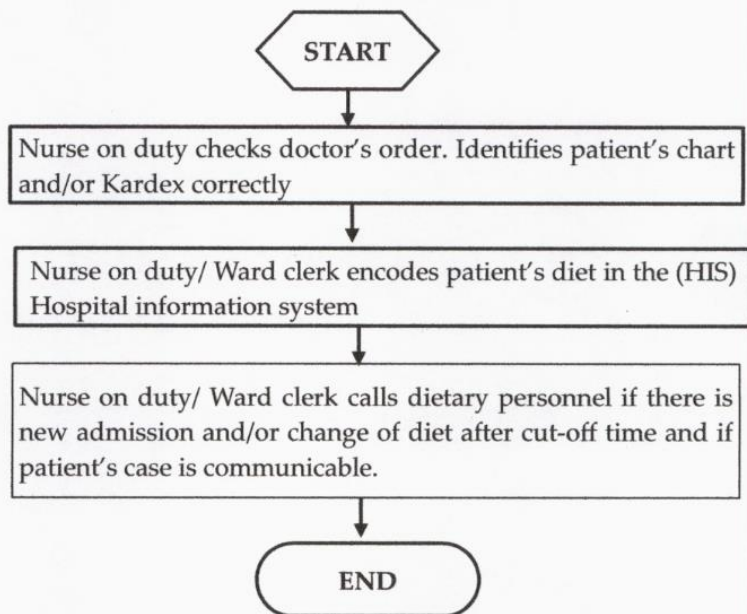 START
Nurse on duty checks doctor's order. Identifies patient's chart
and/or Kardex correctly
Nurse on duty/ Ward clerk encodes patient's diet in the (HIS)
Hospital information system
Nurse on duty/ Ward clerk calls dietary personnel if there is
new admission and/or change of diet after cut-off time and if
patient's case is communicable.
END